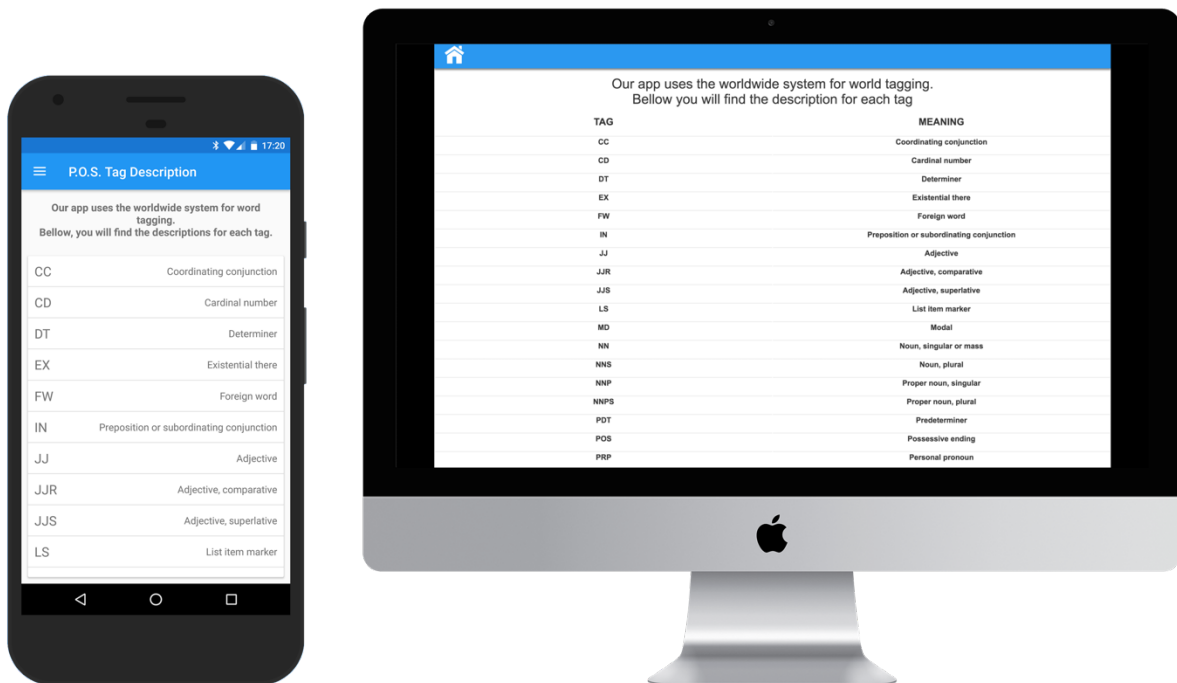 17:20
P.O.S. Tag Description
Our app uses the worldwide system for word
tagging.
Bellow, you will find the descriptions for each tag.
CC Coordinating conjunction
CD Cardinal number
DT Determiner
EX Existential there
FW Foreign word
IN Preposition or subordinating conjunction
JJ Adjective
JJR Adjective, comparative
JJS Adjective, superlative
LS List item marker
Our app uses the worldwide system for world tagging.
Bellow you will find the description for each tag
TAG MEANING
CC Coordinating conjunction
CD Cardinal number
DT Determiner
EX Existential there
FW Foreign word
IN Preposition or subordinating conjunction
JJ Adjective
JJR Adjective, comparative
JJS Adjective, superlative
LS List item marker
MD Modal
NN Noun, singular or mass
NNS Noun, plural
NNP Proper noun, singular
NNPS Proper noun, plural
PDT Predeterminer
POS Possessive ending
PRP Personal pronoun